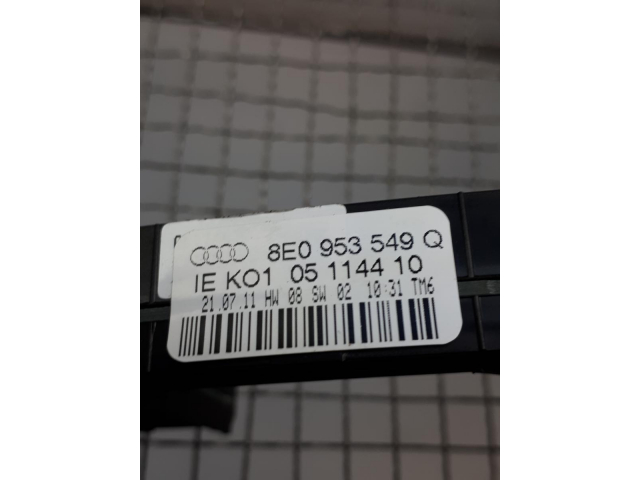 8E0 953 549 Q
IE KO1 05 1144 10
21.07.11 HW 08 SW 02 10:31 TM6